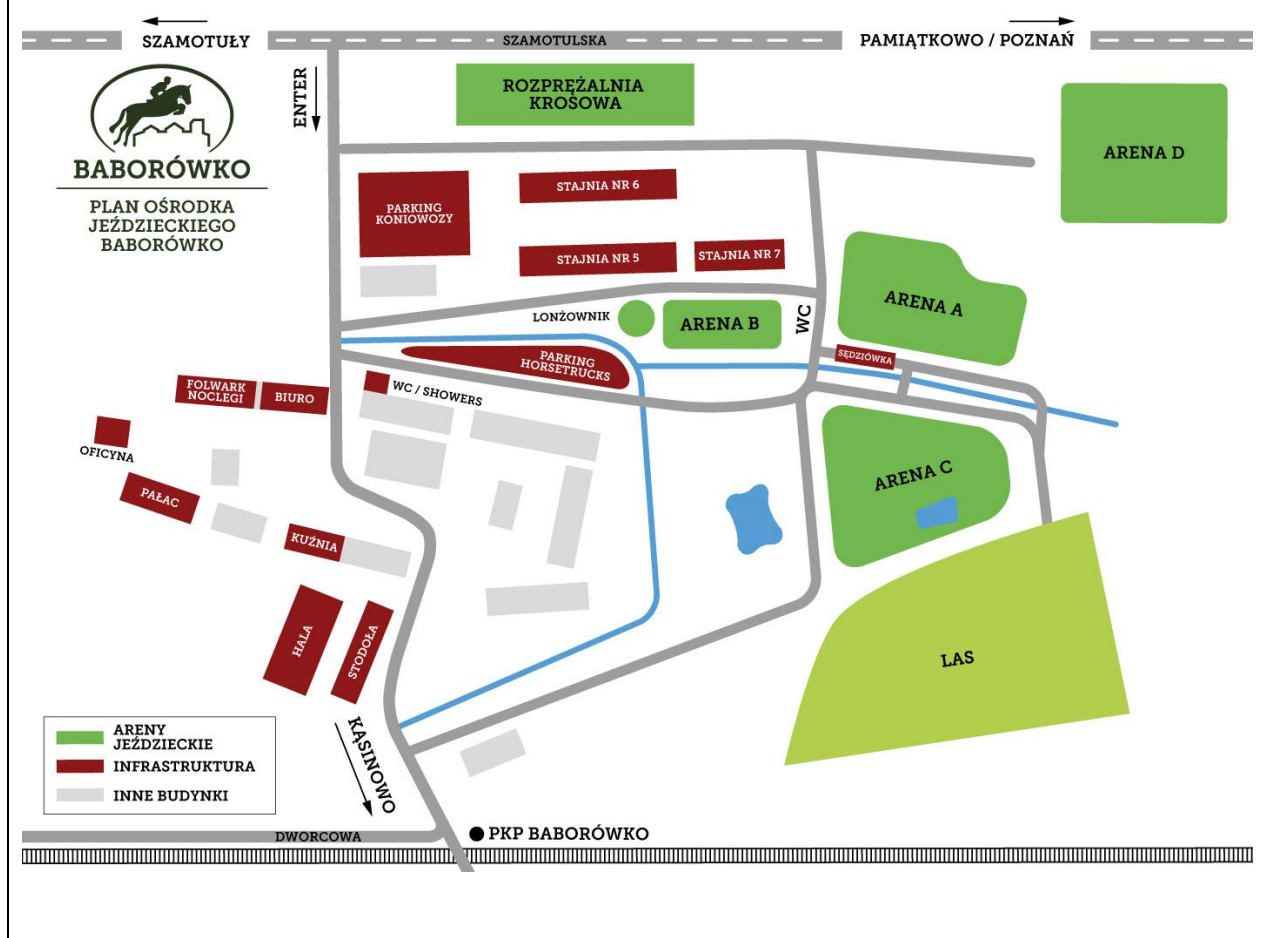 SZAMOTUŁY
SZAMOTULSKA
PAMIĄTKOWO / POZNAŃ
ENTER
ROZPRĘŻALNIA
KROSOWA
ARENA D
BABORÓWKO
PLAN OŚRODKA
JEŹDZIECKIEGO
BABORÓWKO
PARKING
KONIOWOZY
STAJNIA NR 6
STAJNIA NR 5
STAJNIA NR 7
ARENA A
LONŻOWNIK
ARENA B
WC
SĘDZIÓWKA
PARKING
HORSETRUCKS
WC / SHOWERS
FOLWARK
NOCLEGI
BIURO
OFICYNA
PAŁAC
KUŹNIA
ARENA C
HALA
STODOŁA
LAS
KĄSINOWO
ARENY
JEŹDZIECKIE
INFRASTRUKTURA
INNE BUDYNKI
DWORCOWA
PKP BABORÓWKO